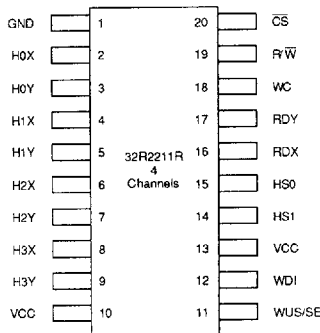 GND 1 20 C̅S̅
H0X 2 19 R/W̅
H0Y 3 18 WC
H1X 4 17 RDY
H1Y 5 16 RDX
32R2211R
4
Channels
H2X 6 15 HS0
H2Y 7 14 HS1
H3X 8 13 VCC
H3Y 9 12 WDI
VCC 10 11 WUS/SE